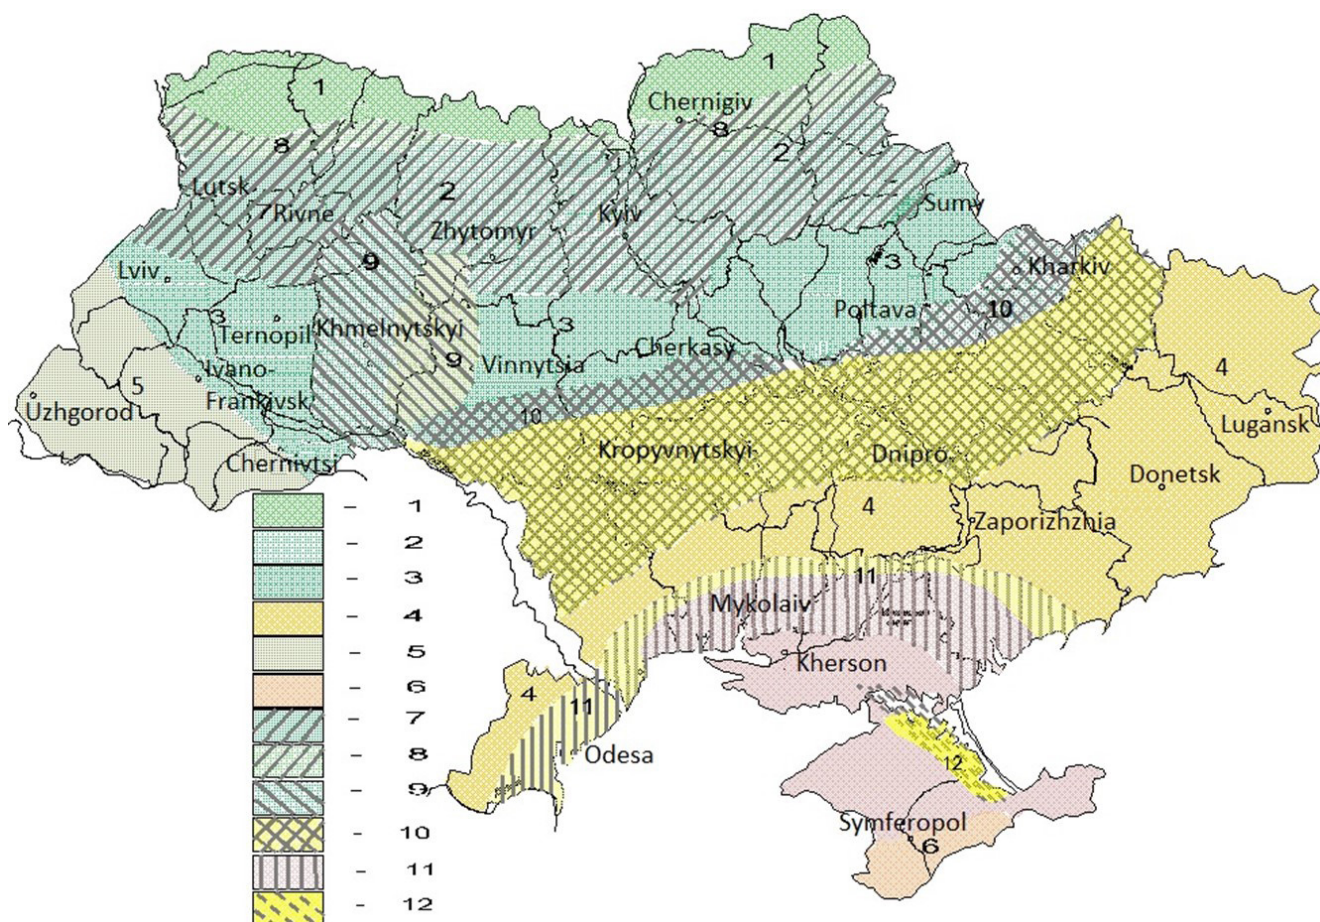 1
1
Chernigiv
8
8
2
Lutsk
2
7
Rivne
Kyiv
Sumy
Zhytomyr
9
3
Lviv
Kharkiv
3
Ternopil
Khmelnytskyi
3
Poltava
10
9
Vinnytsia
Cherkasy
4
5
Ivano-
Frankivsk
Uzhgorod
10
Lugansk
Chernivtsi
Kropyvnytskyi
Dnipro
Donetsk
4
Zaporizhzhia
11
Mykolaiv
Kherson
4
11
Odesa
12
Symferopol
6
- 1
- 2
- 3
- 4
- 5
- 6
- 7
- 8
- 9
- 10
- 11
- 12